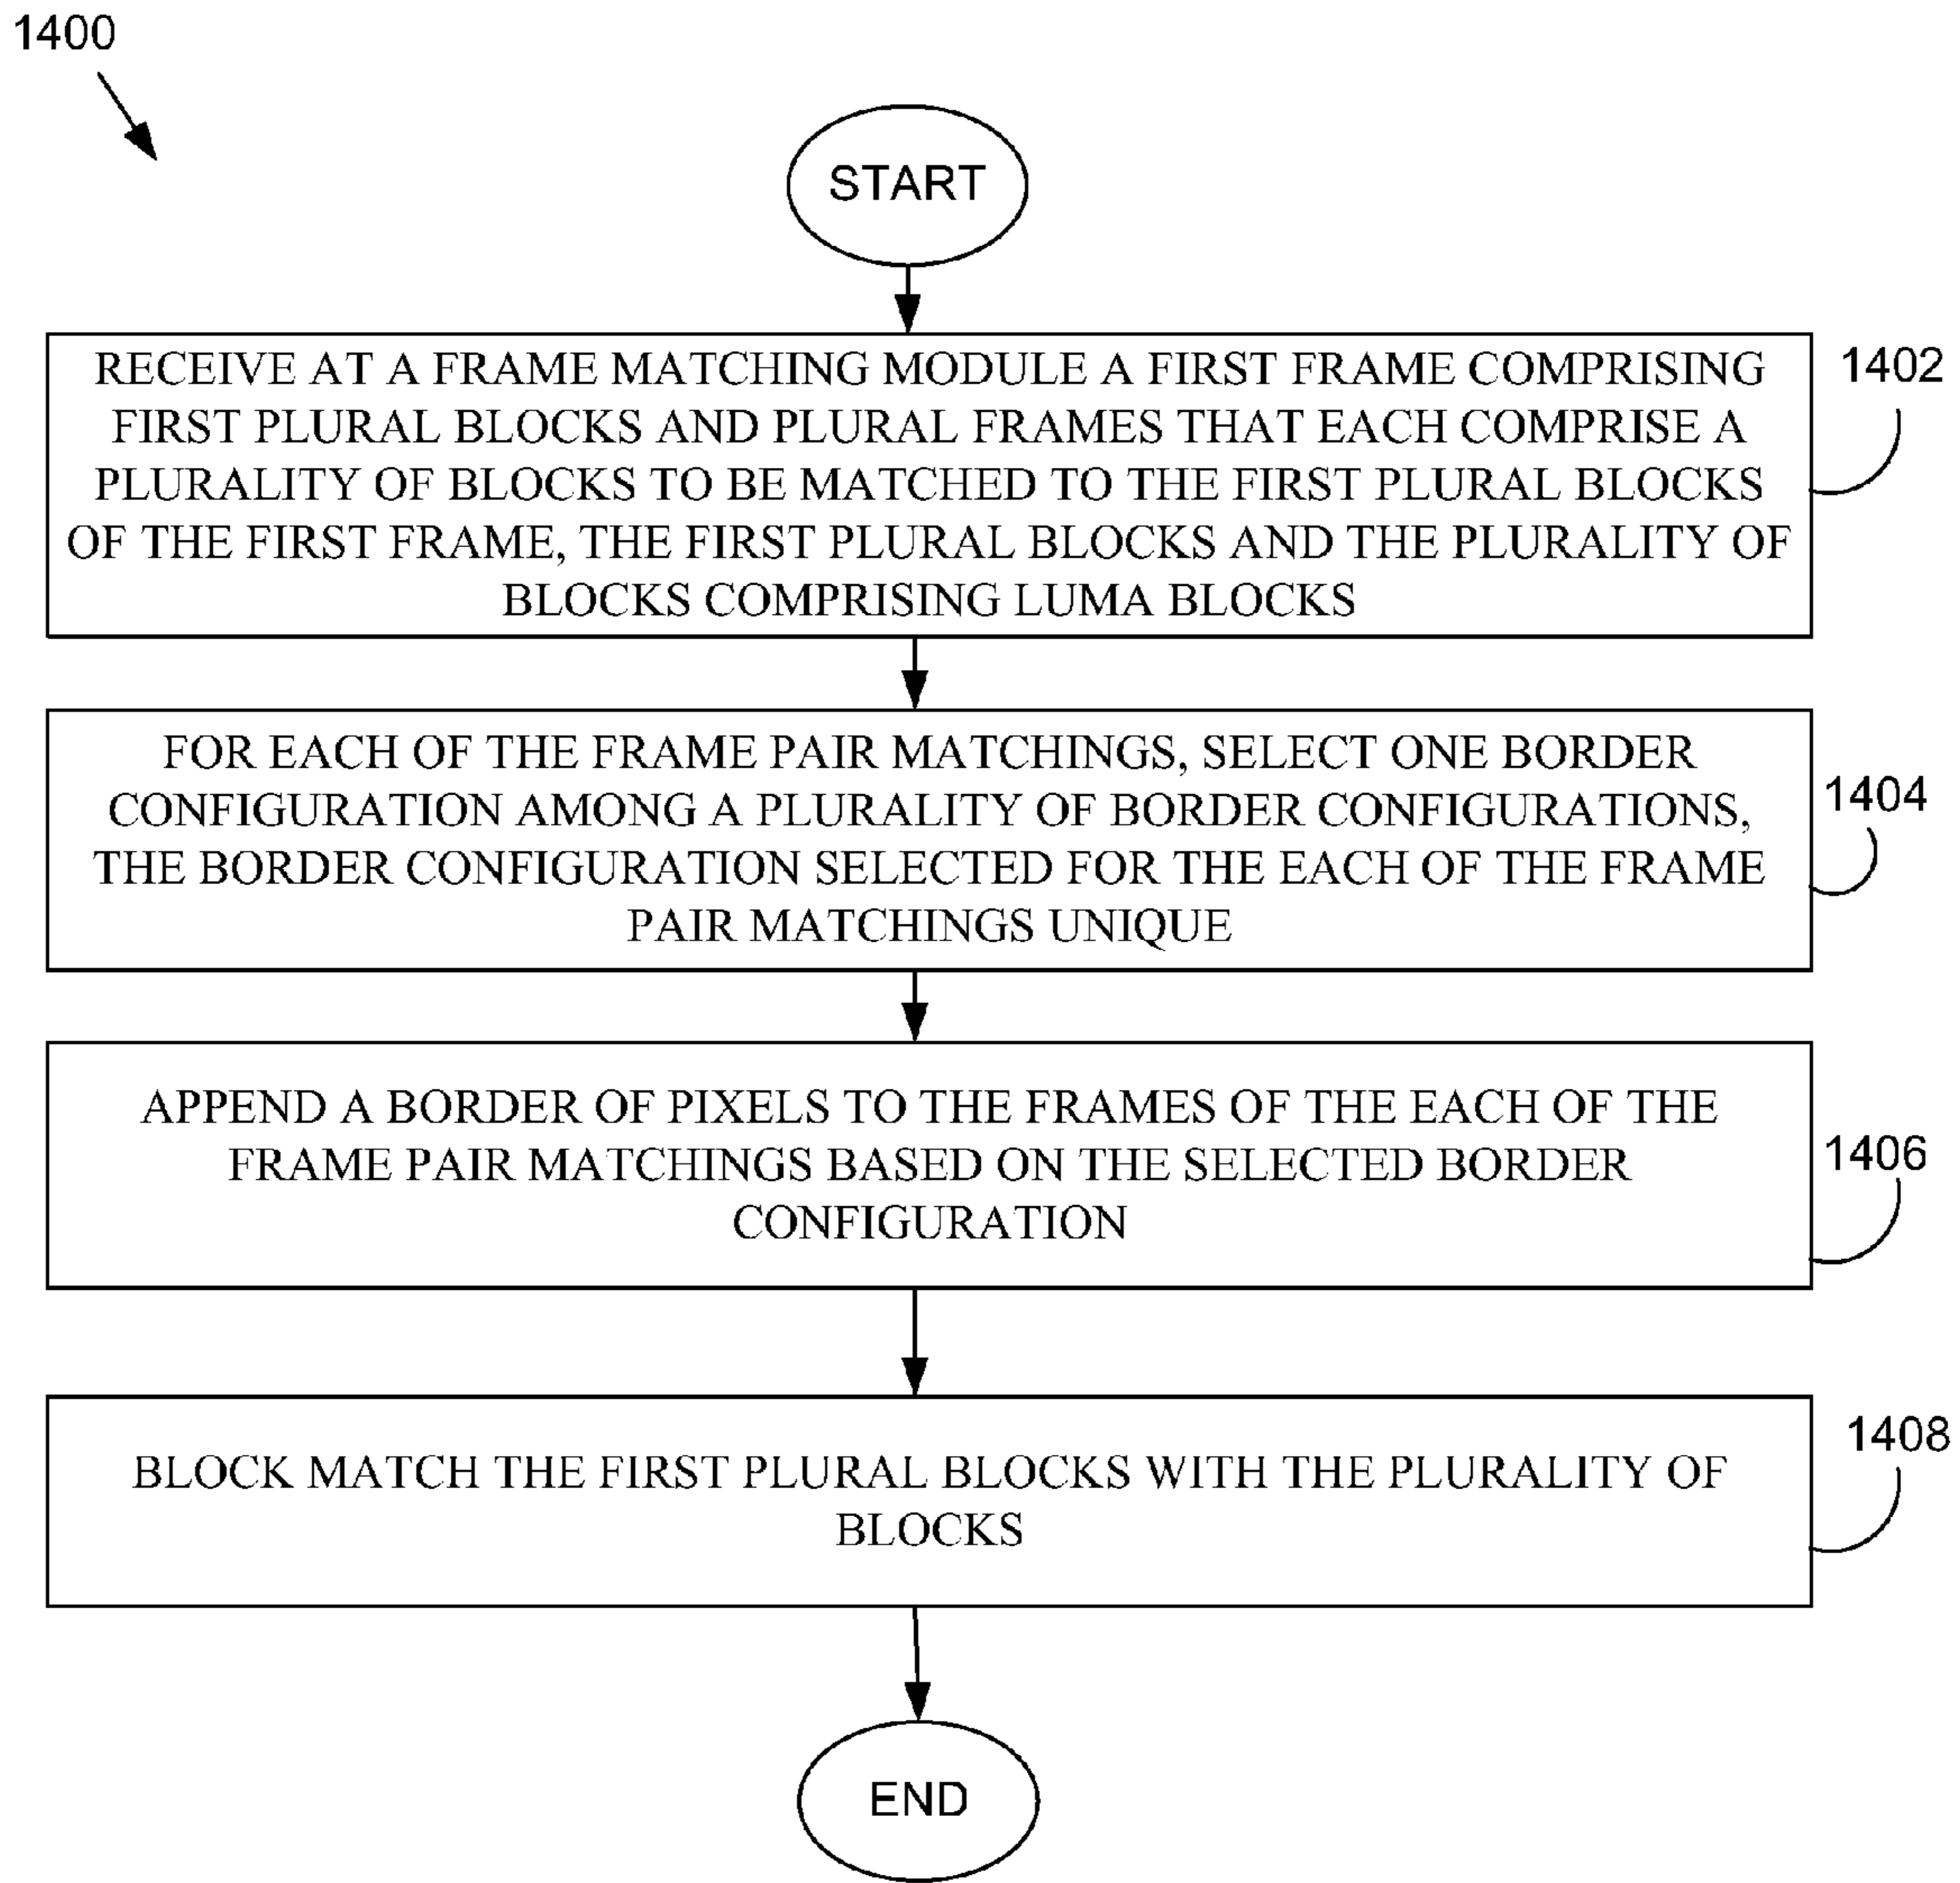 1400
START
RECEIVE AT A FRAME MATCHING MODULE A FIRST FRAME COMPRISING
FIRST PLURAL BLOCKS AND PLURAL FRAMES THAT EACH COMPRISE A
PLURALITY OF BLOCKS TO BE MATCHED TO THE FIRST PLURAL BLOCKS
OF THE FIRST FRAME, THE FIRST PLURAL BLOCKS AND THE PLURALITY OF
BLOCKS COMPRISING LUMA BLOCKS
1402
FOR EACH OF THE FRAME PAIR MATCHINGS, SELECT ONE BORDER
CONFIGURATION AMONG A PLURALITY OF BORDER CONFIGURATIONS,
THE BORDER CONFIGURATION SELECTED FOR THE EACH OF THE FRAME
PAIR MATCHINGS UNIQUE
1404
APPEND A BORDER OF PIXELS TO THE FRAMES OF THE EACH OF THE
FRAME PAIR MATCHINGS BASED ON THE SELECTED BORDER
CONFIGURATION
1406
BLOCK MATCH THE FIRST PLURAL BLOCKS WITH THE PLURALITY OF
BLOCKS
1408
END